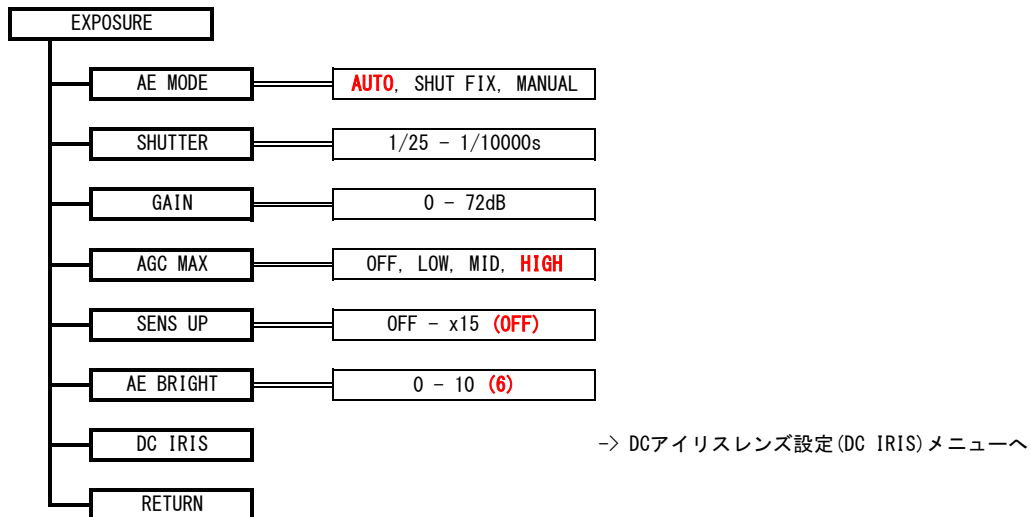 EXPOSURE
AE MODE AUTO, SHUT FIX, MANUAL
SHUTTER 1/25 - 1/10000s
GAIN 0 - 72dB
AGC MAX OFF, LOW, MID, HIGH
SENS UP OFF - x15 (OFF)
AE BRIGHT 0 - 10 (6)
DC IRIS -> DCアイリスレンズ設定(DC IRIS)メニューへ
RETURN